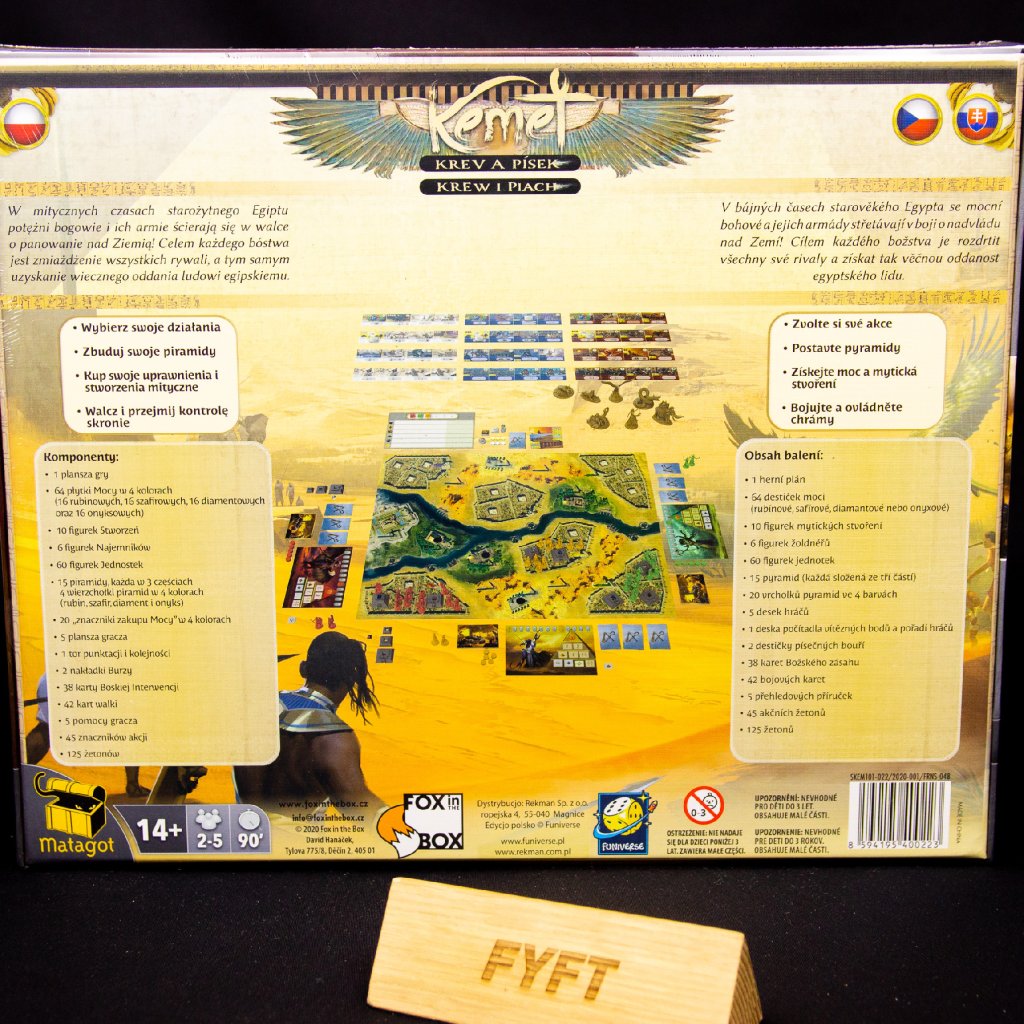 Kemet
KREV A PÍSEK
KREW I PIACH
W mitycznych czasach starożytnego Egiptu
potężni bogowie i ich armie ścierają się w walce
o panowanie nad Ziemią! Celem każdego bóstwa
jest zmiażdżenie wszystkich rywali, a tym samym
uzyskanie wiecznego oddania ludowi egipskiemu.
V bájných časech starověkého Egypta se mocní
bohové a jejich armády střetávají v boji o nadvládu
nad Zemí! Cílem každého božstva je rozdrtit
všechny své rivaly a získat tak věčnou oddanost
egyptského lidu.
• Wybierz swoje działania
• Zbuduj swoje piramidy
• Kup swoje uprawnienia i
stworzenia mityczne
• Walcz i przejmij kontrolę
skronie
• Zvolte si své akce
• Postavte pyramidy
• Získejte moc a mytická
stvoření
• Bojujte a ovládněte
chrámy
Komponenty:
• 1 plansza gry
• 64 płytki Mocy w 4 kolorach
(16 rubinowych, 16 szafirowych, 16 diamentowych
oraz 16 onyksowych)
• 10 figurek Stworzeń
• 6 figurek Najemników
• 60 figurek Jednostek
• 15 piramidy, każda w 3 częściach
4 wierzchołki piramid w 4 kolorach
(rubin,szafir,diament i onyks)
• 20 „znaczniki zakupu Mocy" w 4 kolorach
• 5 plansza gracza
• 1 tor punktacji i kolejności
• 2 nakładki Burzy
• 38 karty Boskiej Interwencji
• 42 kart walki
• 5 pomocy gracza
• 45 znaczników akcji
• 125 żetonów
Obsah balení:
• 1 herní plán
• 64 destiček moci
(rubínové, safírové, diamantové nebo onyxové)
• 10 figurek mytických stvoření
• 6 figurek žoldnéřů
• 60 figurek jednotek
• 15 pyramid (každá složená ze tří částí)
• 20 vrcholků pyramid ve 4 barvách
• 5 desek hráčů
• 1 deska počítadla vítězných bodů a pořadí hráčů
• 2 destičky písečných bouří
• 38 karet Božského zásahu
• 42 bojových karet
• 5 přehledových příruček
• 45 akčních žetonů
• 125 žetonů
Matagot
14+
2-5
90'
www.foxinthebox.cz
info@foxinthebox.cz
© 2020 Fox in the Box
David Hanáček,
Tylova 775/8, Děčín 2, 405 01
FOX IN THE BOX
Dystrybucja: Rekman Sp. z o.o.
ropejska 4, 55-040 Magnice
Edycja polsko © Funiverse
www.funiverse.pl
www.rekman.com.pl
FUNIVERSE
0-3
OSTRZEŻENIE: NIE NADAJE
SIĘ DLA DZIECI PONIŻEJ 3
LAT. ZAWIERA MAŁE CZĘŚCI.
UPOZORNĚNÍ: NEVHODNÉ
PRO DĚTI DO 3 LET.
OBSAHUJE MALÉ ČÁSTI.
UPOZORNENIE: NEVHODNÉ
PRE DETI DO 3 ROKOV.
OBSAHUJE MALÉ ČASTI.
SKEM101-022/2020-001/FRNS-048
8 594195 400223
MADE IN CHINA
FYFT